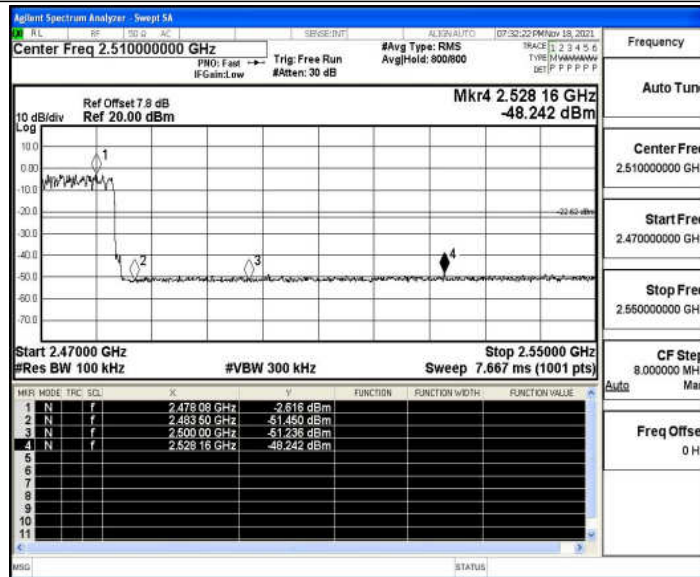 Agilent Spectrum Analyzer - Swept SA
RL RF 50 Ω AC SENSE:INT ALIGN AUTO 07:32:22 PM Nov 18, 2021
Center Freq 2.510000000 GHz
PNO: Fast
IFGain:Low
Trig: Free Run
#Atten: 30 dB
#Avg Type: RMS
Avg|Hold: 800/800
TRACE 1 2 3 4 5 6
TYPE M W W W W W
DET P P P P P P
Ref Offset 7.8 dB
10 dB/div Ref 20.00 dBm
Log
Mkr4 2.528 16 GHz
-48.242 dBm
10.0
0.00
-10.0
-20.0
-30.0
-40.0
-50.0
-60.0
-70.0
1
2
3
4
-22.62 dBm
Start 2.47000 GHz Stop 2.55000 GHz
#Res BW 100 kHz #VBW 300 kHz Sweep 7.667 ms (1001 pts)
MKR MODE TRC SCL X Y FUNCTION FUNCTION WIDTH FUNCTION VALUE
1 N f 2.478 08 GHz -2.616 dBm
2 N f 2.483 50 GHz -51.450 dBm
3 N f 2.500 00 GHz -51.236 dBm
4 N f 2.528 16 GHz -48.242 dBm
5
6
7
8
9
10
11
MSG STATUS
Frequency
Auto Tune
Center Freq
2.510000000 GH
Start Freq
2.470000000 GH
Stop Freq
2.550000000 GH
CF Step
8.000000 MH
Auto Man
Freq Offse
0 H